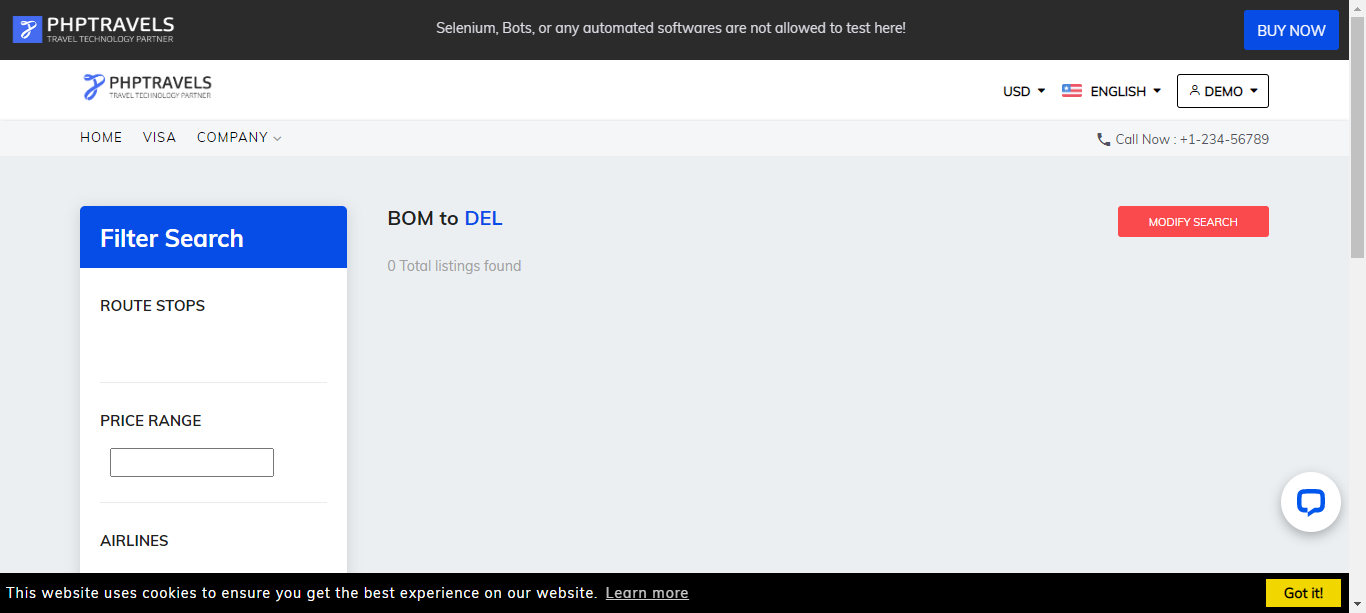 PHPTRAVELS
TRAVEL TECHNOLOGY PARTNER
Selenium, Bots, or any automated softwares are not allowed to test here!
BUY NOW
PHPTRAVELS
TRAVEL TECHNOLOGY PARTNER
USD
ENGLISH
DEMO
HOME
VISA
COMPANY
Call Now : +1-234-56789
Filter Search
BOM to DEL
MODIFY SEARCH
0 Total listings found
ROUTE STOPS
PRICE RANGE
AIRLINES
This website uses cookies to ensure you get the best experience on our website. Learn more
Got it!